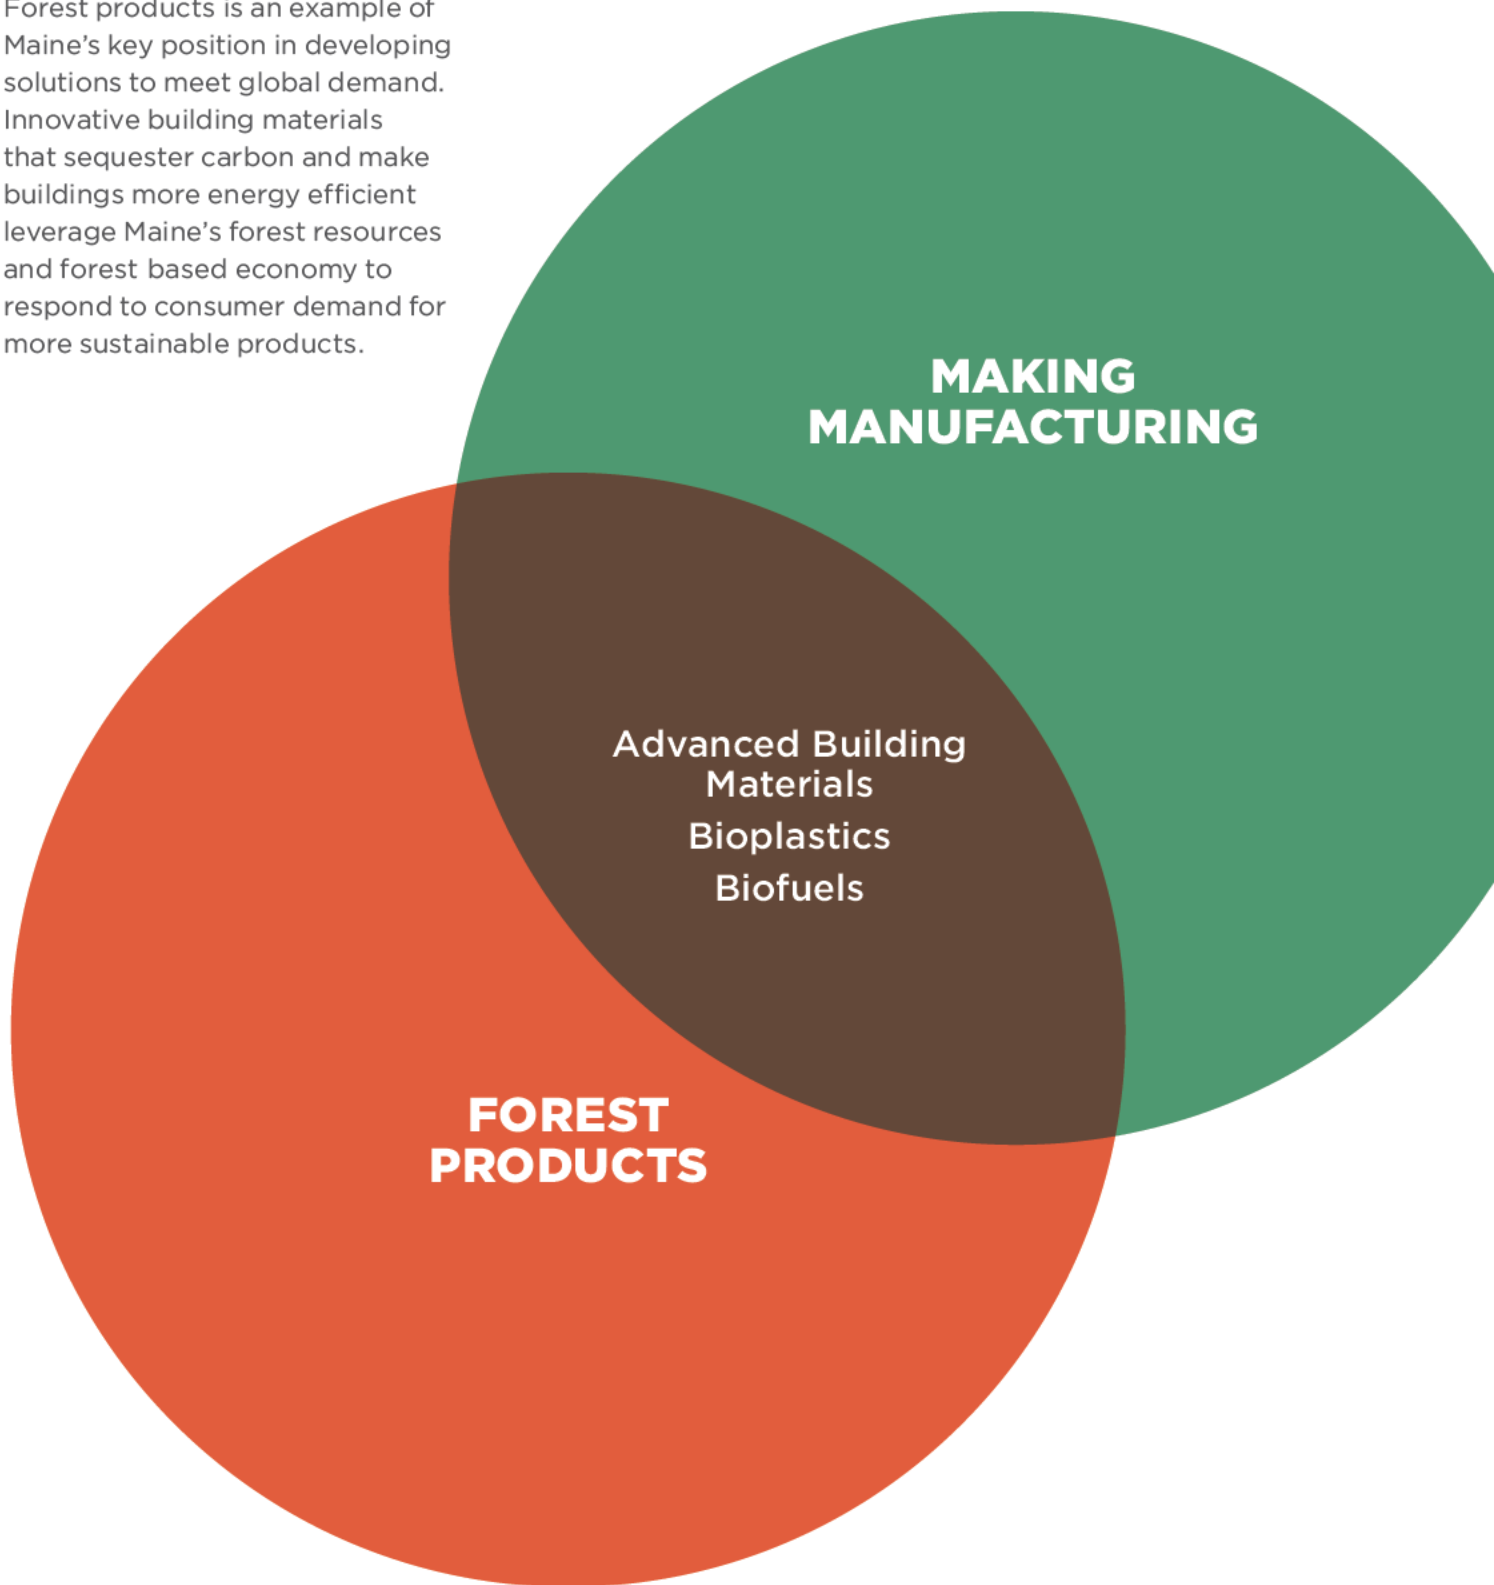 Forest products is an example of
Maine's key position in developing
solutions to meet global demand.
Innovative building materials
that sequester carbon and make
buildings more energy efficient
leverage Maine's forest resources
and forest based economy to
respond to consumer demand for
more sustainable products.
MAKING
MANUFACTURING
Advanced Building
Materials
Bioplastics
Biofuels
FOREST
PRODUCTS